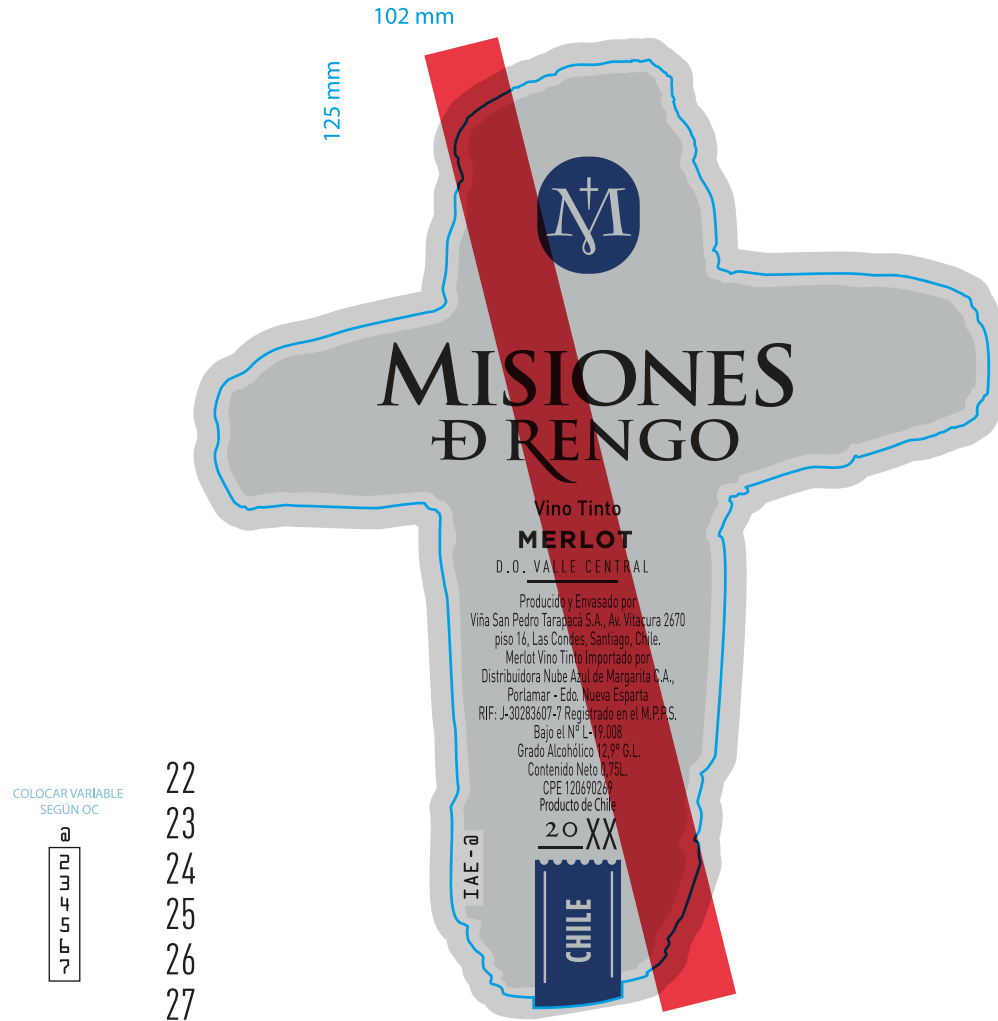 102 mm
125 mm
M
MISIONES
Đ RENGO
Vino Tinto
MERLOT
D.O. VALLE CENTRAL
Producido y Envasado por
Viña San Pedro Tarapacá S.A., Av. Vitacura 2670
piso 16, Las Condes, Santiago, Chile.
Merlot Vino Tinto Importado por
Distribuidora Nube Azul de Margarita C.A.,
Porlamar - Edo. Nueva Esparta
RIF: J-30283607-7 Registrado en el M.P.P.S.
Bajo el Nº L-19.008
Grado Alcohólico 12,9º G.L.
Contenido Neto 0,75L.
CPE 120690269
Producto de Chile
20 XX
IAE-@
CHILE
COLOCAR VARIABLE
SEGÚN OC
@
2
3
4
5
6
7
22
23
24
25
26
27